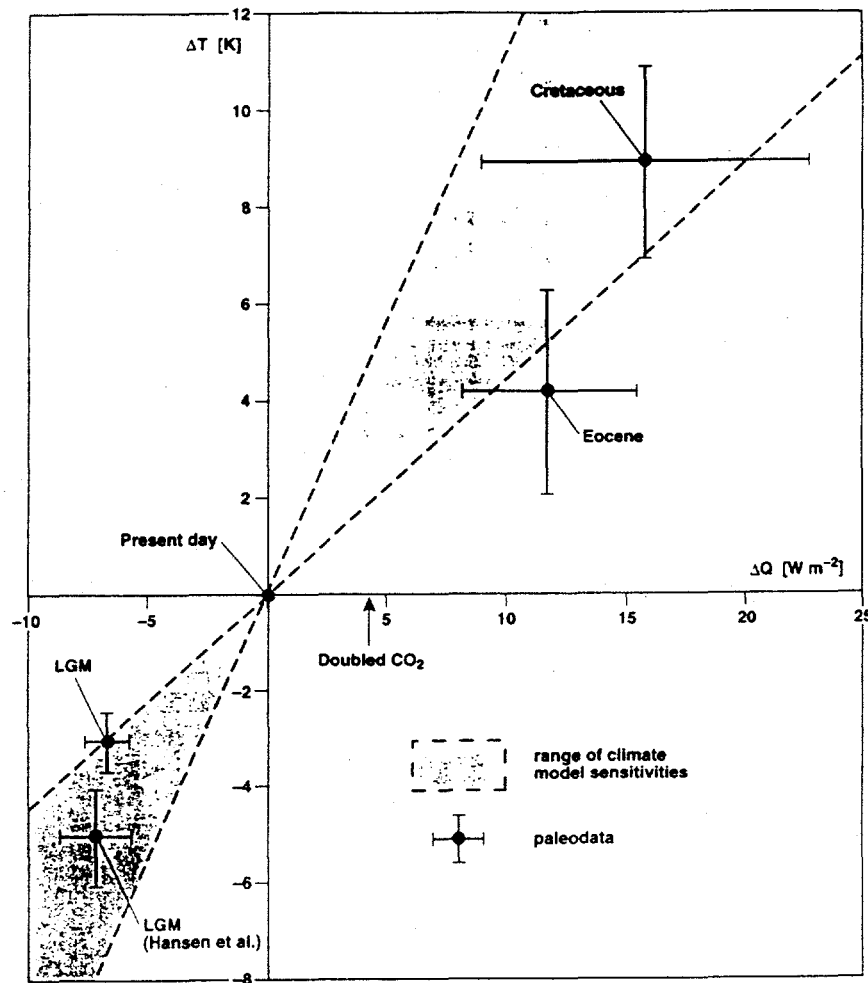 12
ΔT [K]
Cretaceous
10
8
6
4
Eocene
2
Present day
ΔQ [W m⁻²]
−10
−5
5
10
15
20
25
Doubled CO₂
LGM
−2
range of climate
model sensitivities
−4
paleodata
−6
LGM
(Hansen et al.)
−8